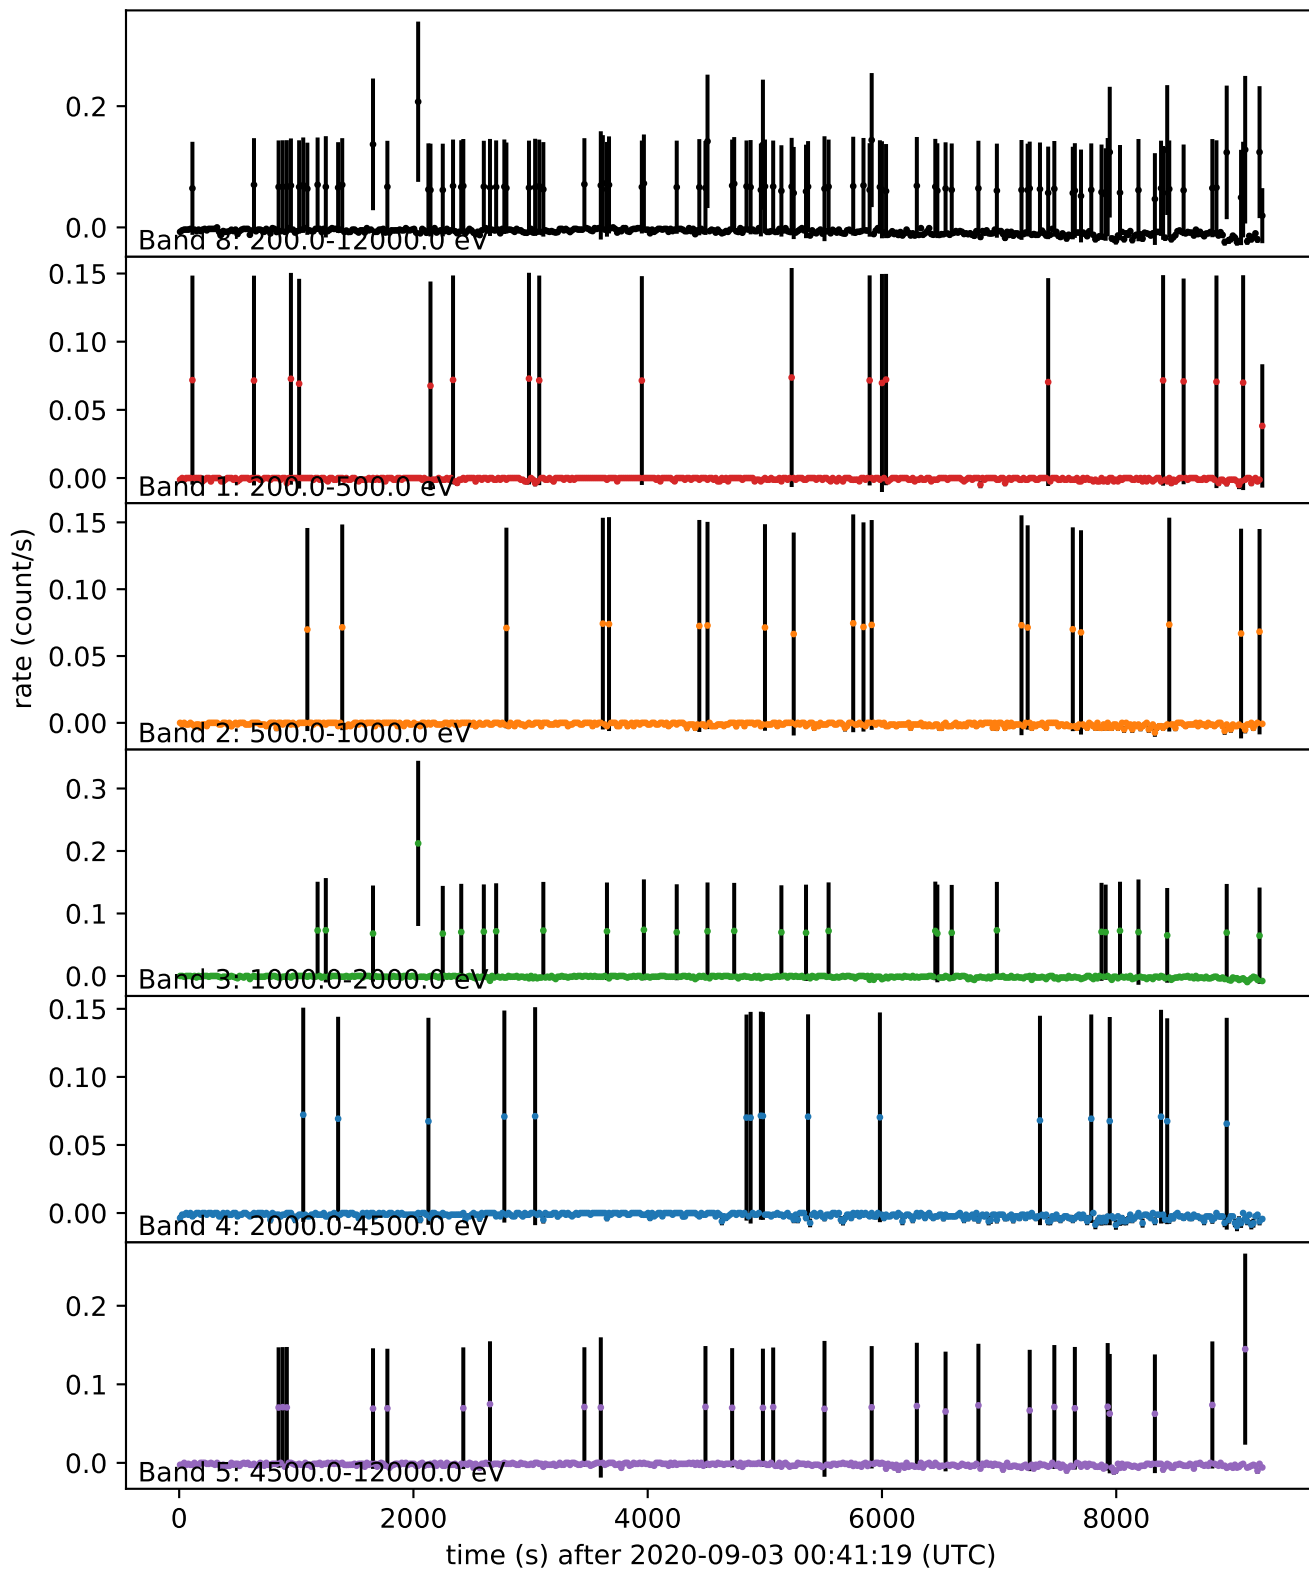 0.2
0.0
Band 8: 200.0-12000.0 eV
0.15
0.10
0.05
0.00
Band 1: 200.0-500.0 eV
0.15
0.10
0.05
0.00
Band 2: 500.0-1000.0 eV
rate (count/s)
0.3
0.2
0.1
0.0
Band 3: 1000.0-2000.0 eV
0.15
0.10
0.05
0.00
Band 4: 2000.0-4500.0 eV
0.2
0.1
0.0
Band 5: 4500.0-12000.0 eV
0 2000 4000 6000 8000
time (s) after 2020-09-03 00:41:19 (UTC)